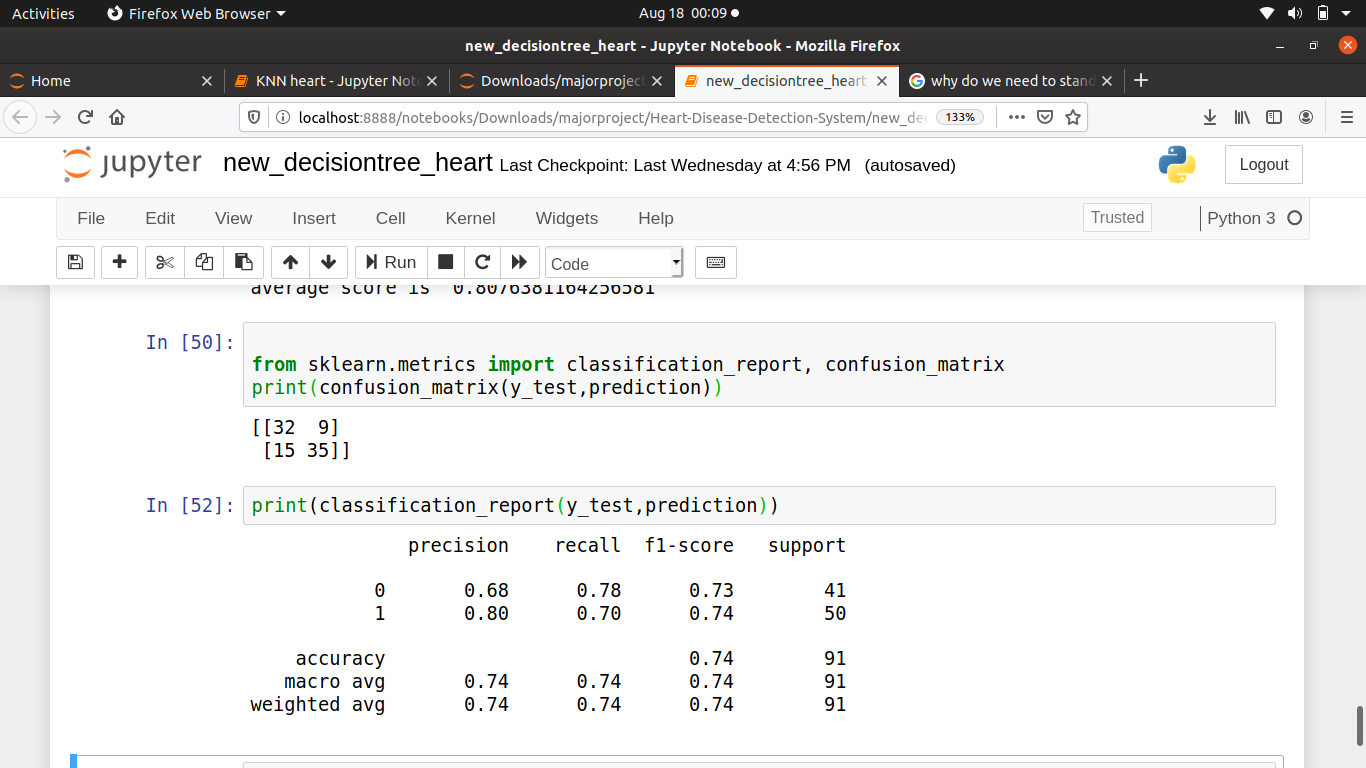 Activities Firefox Web Browser Aug 18 00:09
new_decisiontree_heart - Jupyter Notebook - Mozilla Firefox
Home KNN heart - Jupyter Not Downloads/majorproject new_decisiontree_heart why do we need to stand
localhost:8888/notebooks/Downloads/majorproject/Heart-Disease-Detection-System/new_dec 133%
jupyter new_decisiontree_heart Last Checkpoint: Last Wednesday at 4:56 PM (autosaved) Logout
File Edit View Insert Cell Kernel Widgets Help Trusted Python 3
Run Code
average score is 0.8076381164256581
In [50]:
from sklearn.metrics import classification_report, confusion_matrix
print(confusion_matrix(y_test,prediction))
[[32 9]
[15 35]]
In [52]: print(classification_report(y_test,prediction))
precision recall f1-score support
0 0.68 0.78 0.73 41
1 0.80 0.70 0.74 50
accuracy 0.74 91
macro avg 0.74 0.74 0.74 91
weighted avg 0.74 0.74 0.74 91